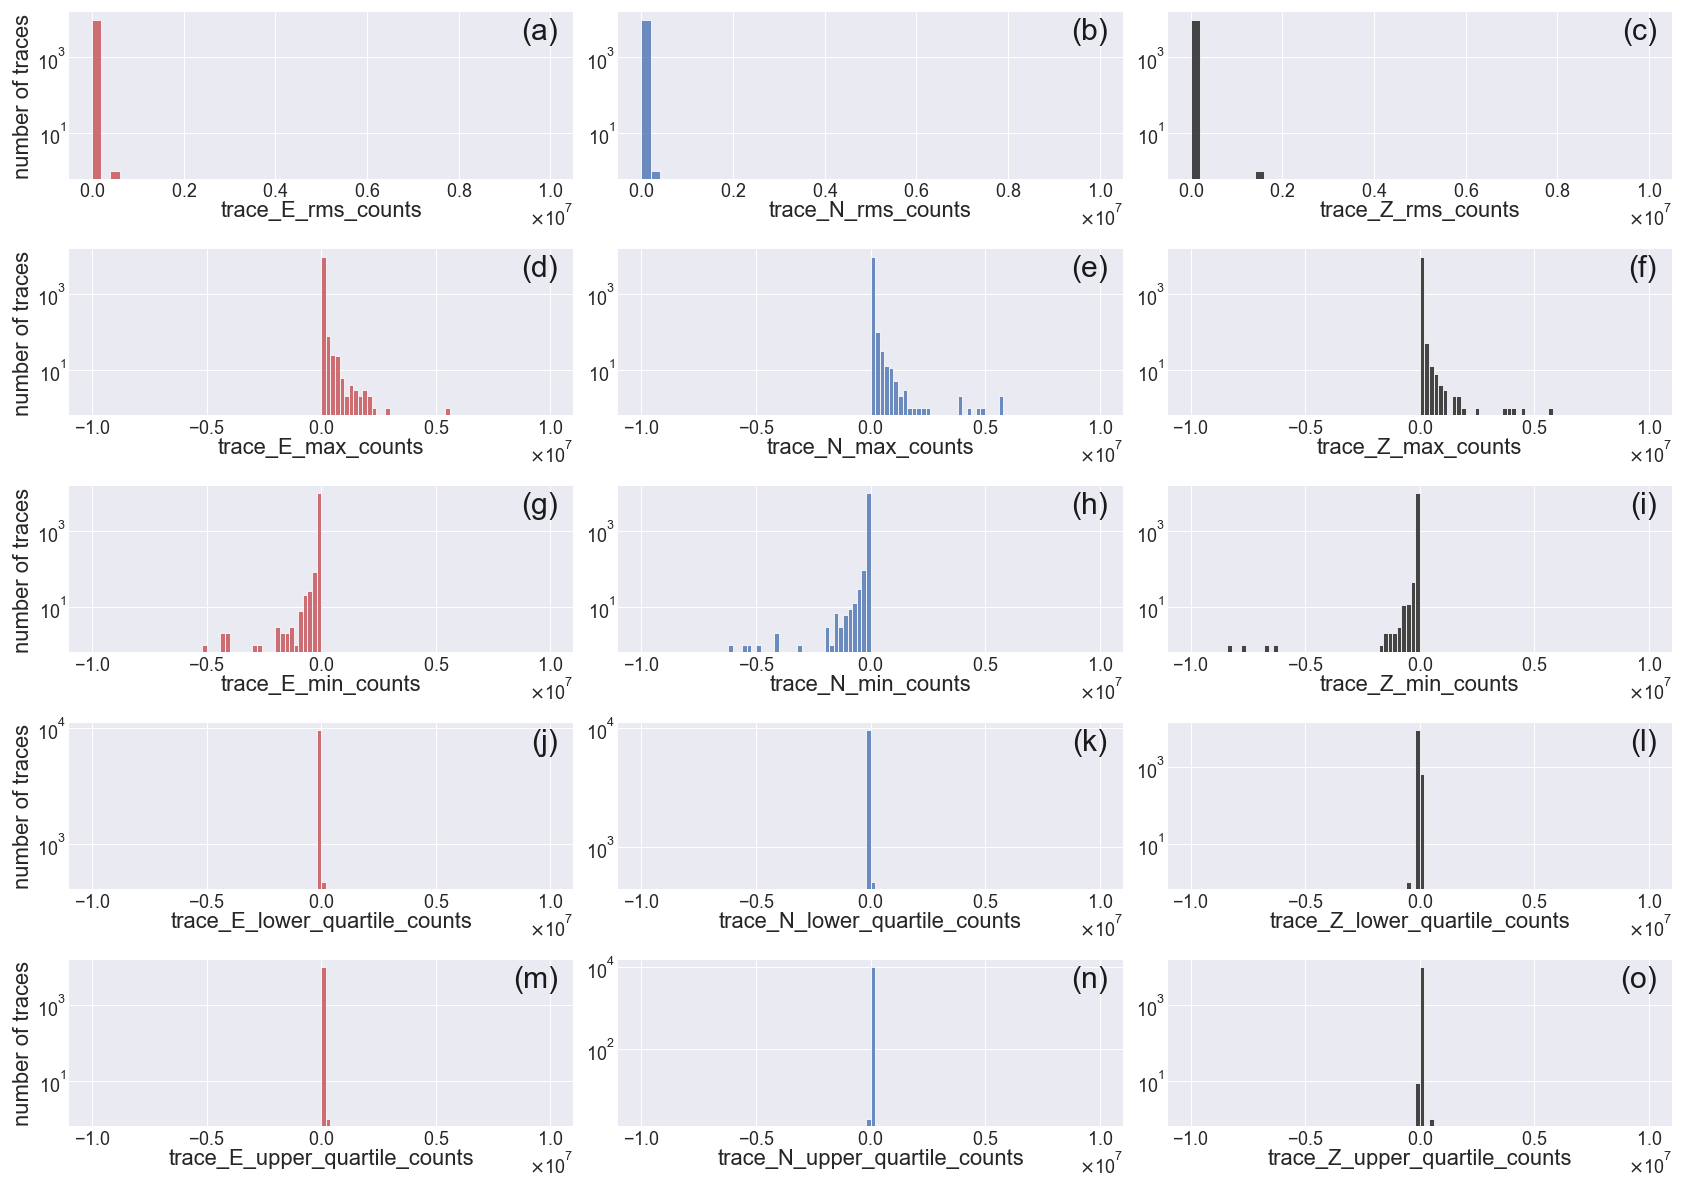 number of traces
10^3
10^1
(a)
0.0 0.2 0.4 0.6 0.8 1.0
trace_E_rms_counts
×10^7
10^3
10^1
(b)
0.0 0.2 0.4 0.6 0.8 1.0
trace_N_rms_counts
×10^7
10^3
10^1
(c)
0.0 0.2 0.4 0.6 0.8 1.0
trace_Z_rms_counts
×10^7
number of traces
10^3
10^1
(d)
−1.0 −0.5 0.0 0.5 1.0
trace_E_max_counts
×10^7
10^3
10^1
(e)
−1.0 −0.5 0.0 0.5 1.0
trace_N_max_counts
×10^7
10^3
10^1
(f)
−1.0 −0.5 0.0 0.5 1.0
trace_Z_max_counts
×10^7
number of traces
10^3
10^1
(g)
−1.0 −0.5 0.0 0.5 1.0
trace_E_min_counts
×10^7
10^3
10^1
(h)
−1.0 −0.5 0.0 0.5 1.0
trace_N_min_counts
×10^7
10^3
10^1
(i)
−1.0 −0.5 0.0 0.5 1.0
trace_Z_min_counts
×10^7
number of traces
10^4
10^3
(j)
−1.0 −0.5 0.0 0.5 1.0
trace_E_lower_quartile_counts
×10^7
10^4
10^3
(k)
−1.0 −0.5 0.0 0.5 1.0
trace_N_lower_quartile_counts
×10^7
10^3
10^1
(l)
−1.0 −0.5 0.0 0.5 1.0
trace_Z_lower_quartile_counts
×10^7
number of traces
10^3
10^1
(m)
−1.0 −0.5 0.0 0.5 1.0
trace_E_upper_quartile_counts
×10^7
10^4
10^2
(n)
−1.0 −0.5 0.0 0.5 1.0
trace_N_upper_quartile_counts
×10^7
10^3
10^1
(o)
−1.0 −0.5 0.0 0.5 1.0
trace_Z_upper_quartile_counts
×10^7